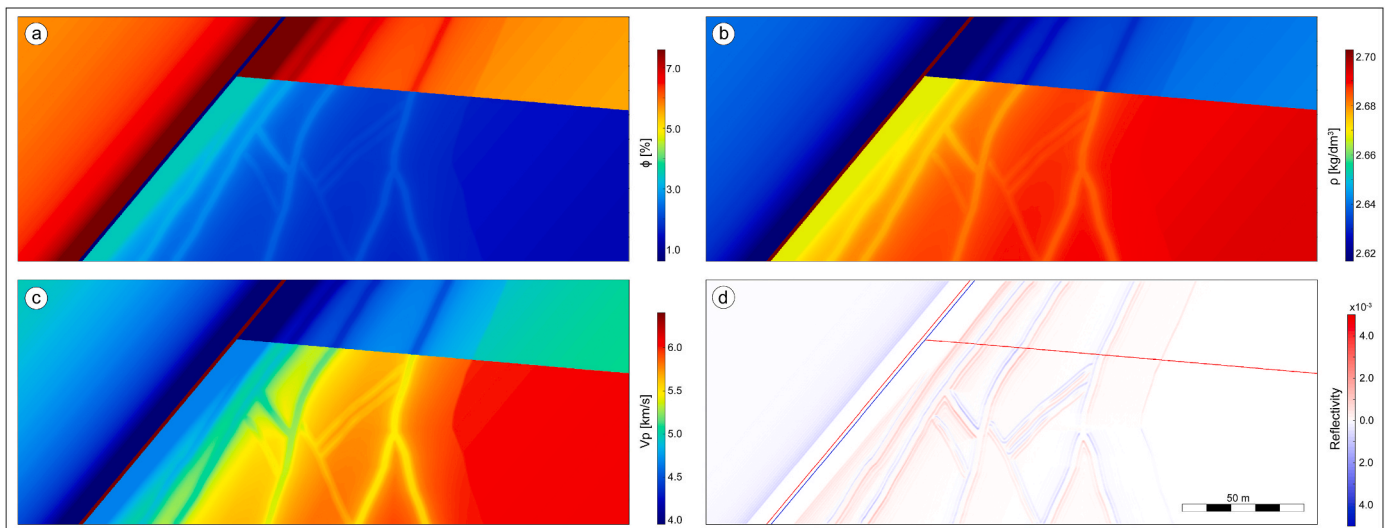 a
7.0
5.0
3.0
1.0
ϕ [%]
b
2.70
2.68
2.66
2.64
2.62
ρ [kg/dm³]
c
6.0
5.5
5.0
4.5
4.0
Vp [km/s]
d
x10⁻³
4.0
2.0
0.0
2.0
4.0
Reflectivity
50 m